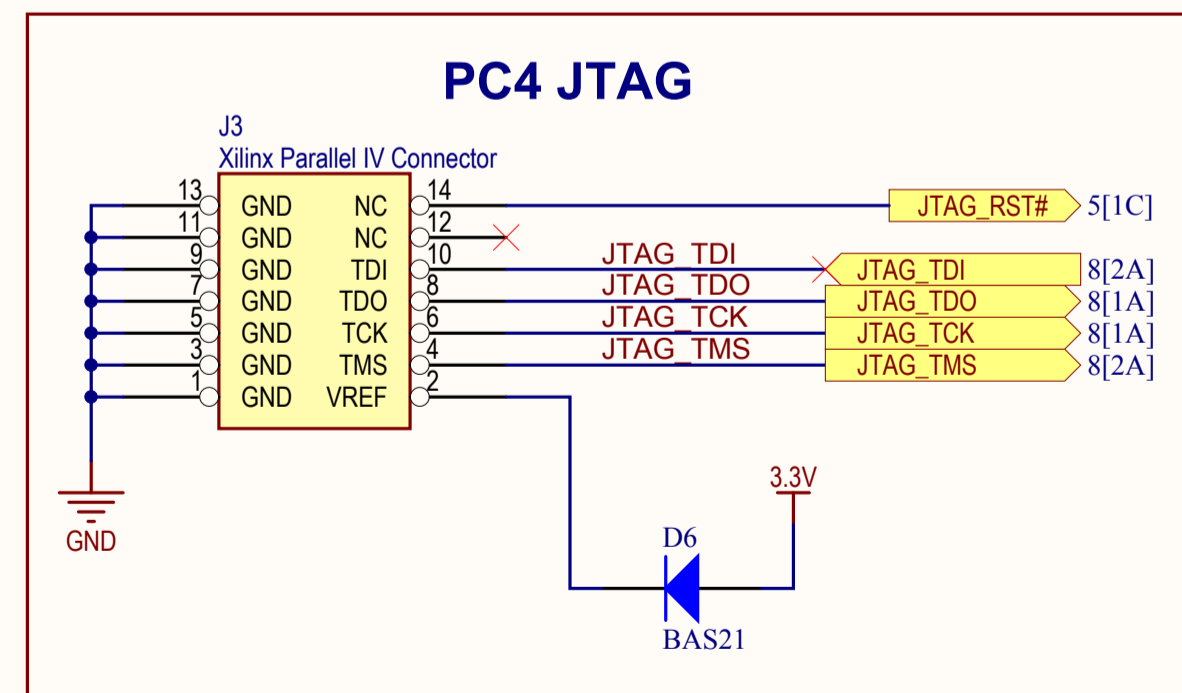 PC4 JTAG
J3
Xilinx Parallel IV Connector
13 GND NC 14 JTAG_RST# 5[1C]
11 GND NC 12
9 GND TDI 10 JTAG_TDI JTAG_TDI 8[2A]
7 GND TDO 8 JTAG_TDO JTAG_TDO 8[1A]
5 GND TCK 6 JTAG_TCK JTAG_TCK 8[1A]
3 GND TMS 4 JTAG_TMS JTAG_TMS 8[2A]
1 GND VREF 2
3.3V
GND
D6
BAS21